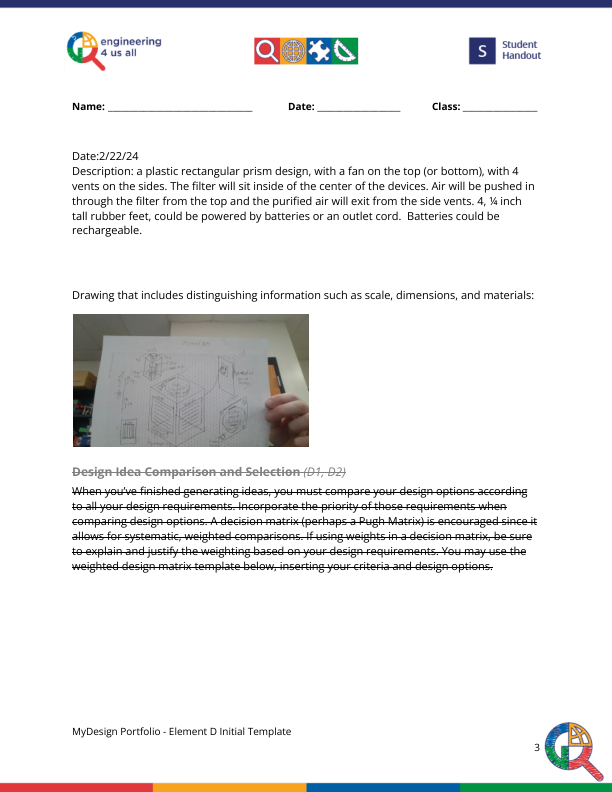 engineering
4 us all
S
Student
Handout
Name: ___________________________ Date: ________________ Class: ______________
Date:2/22/24
Description: a plastic rectangular prism design, with a fan on the top (or bottom), with 4
vents on the sides. The filter will sit inside of the center of the devices. Air will be pushed in
through the filter from the top and the purified air will exit from the side vents. 4, ¼ inch
tall rubber feet, could be powered by batteries or an outlet cord.  Batteries could be
rechargeable.
Drawing that includes distinguishing information such as scale, dimensions, and materials:
Design Idea Comparison and Selection (D1, D2)
When you've finished generating ideas, you must compare your design options according
to all your design requirements. Incorporate the priority of those requirements when
comparing design options. A decision matrix (perhaps a Pugh Matrix) is encouraged since it
allows for systematic, weighted comparisons. If using weights in a decision matrix, be sure
to explain and justify the weighting based on your design requirements. You may use the
weighted design matrix template below, inserting your criteria and design options.
MyDesign Portfolio - Element D Initial Template
3